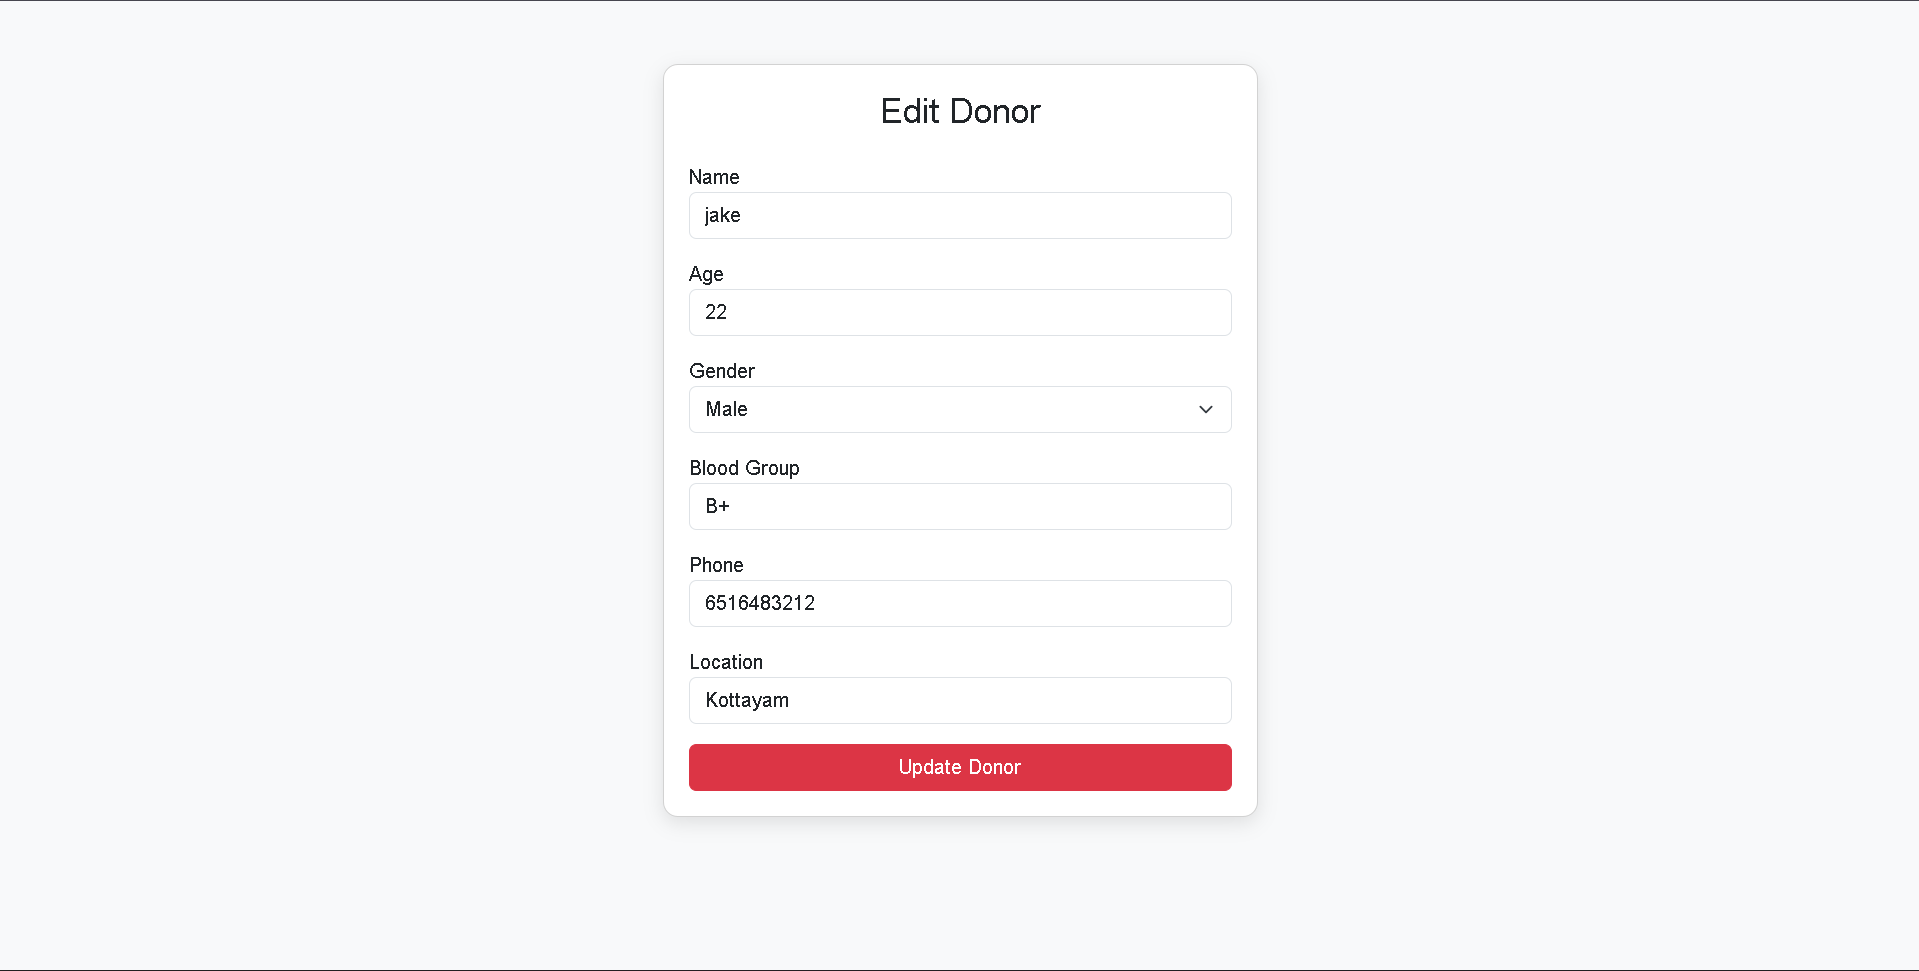 Edit Donor
Name
jake
Age
22
Gender
Male
Blood Group
B+
Phone
6516483212
Location
Kottayam
Update Donor